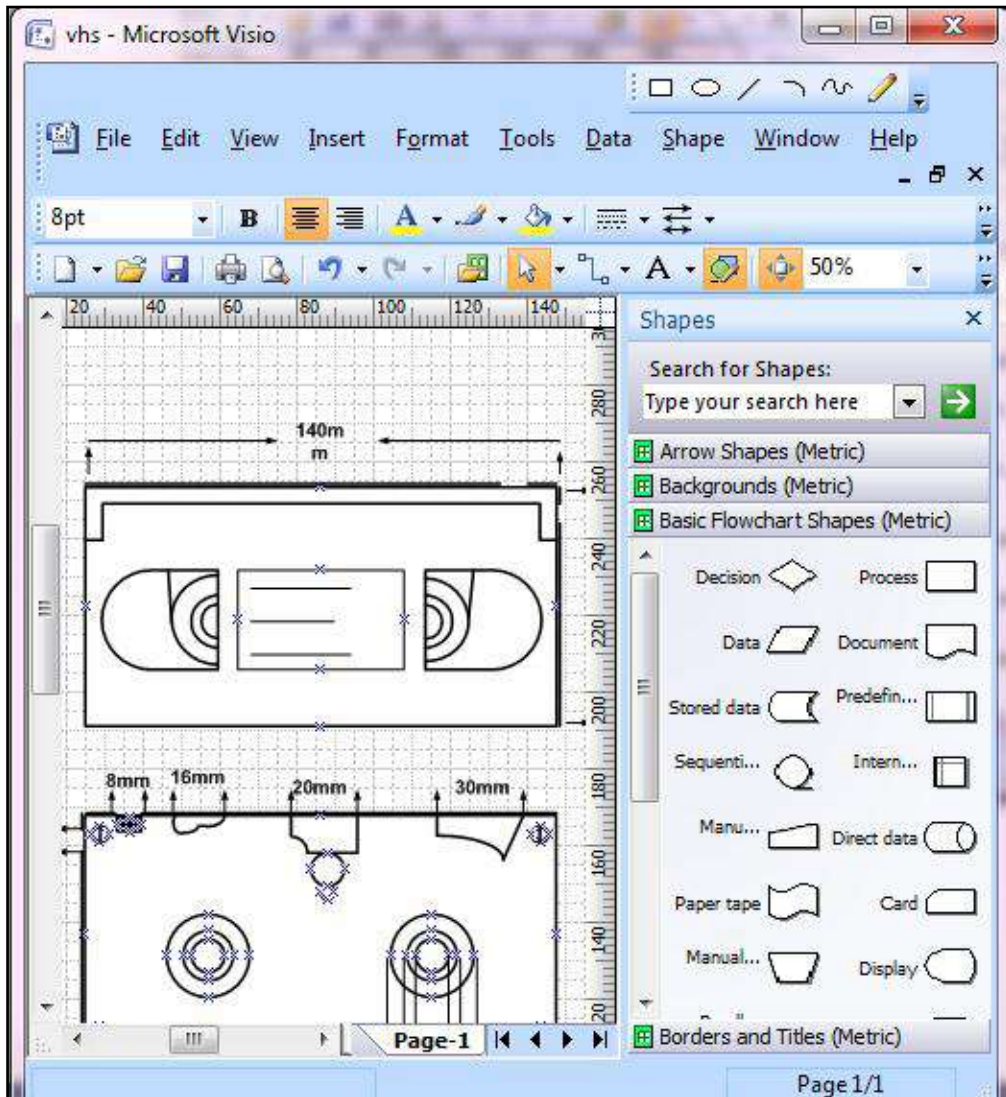 vhs - Microsoft Visio
File Edit View Insert Format Tools Data Shape Window Help
8pt B A
A 50%
20 40 60 80 100 120 140
Shapes
Search for Shapes:
Type your search here
Arrow Shapes (Metric)
Backgrounds (Metric)
Basic Flowchart Shapes (Metric)
Decision Process
Data Document
Stored data Predefin...
Sequenti... Intern...
Manu... Direct data
Paper tape Card
Manual... Display
Borders and Titles (Metric)
140m
m
280
260
240
220
200
180
160
140
120
8mm 16mm 20mm 30mm
Page-1
Page 1/1